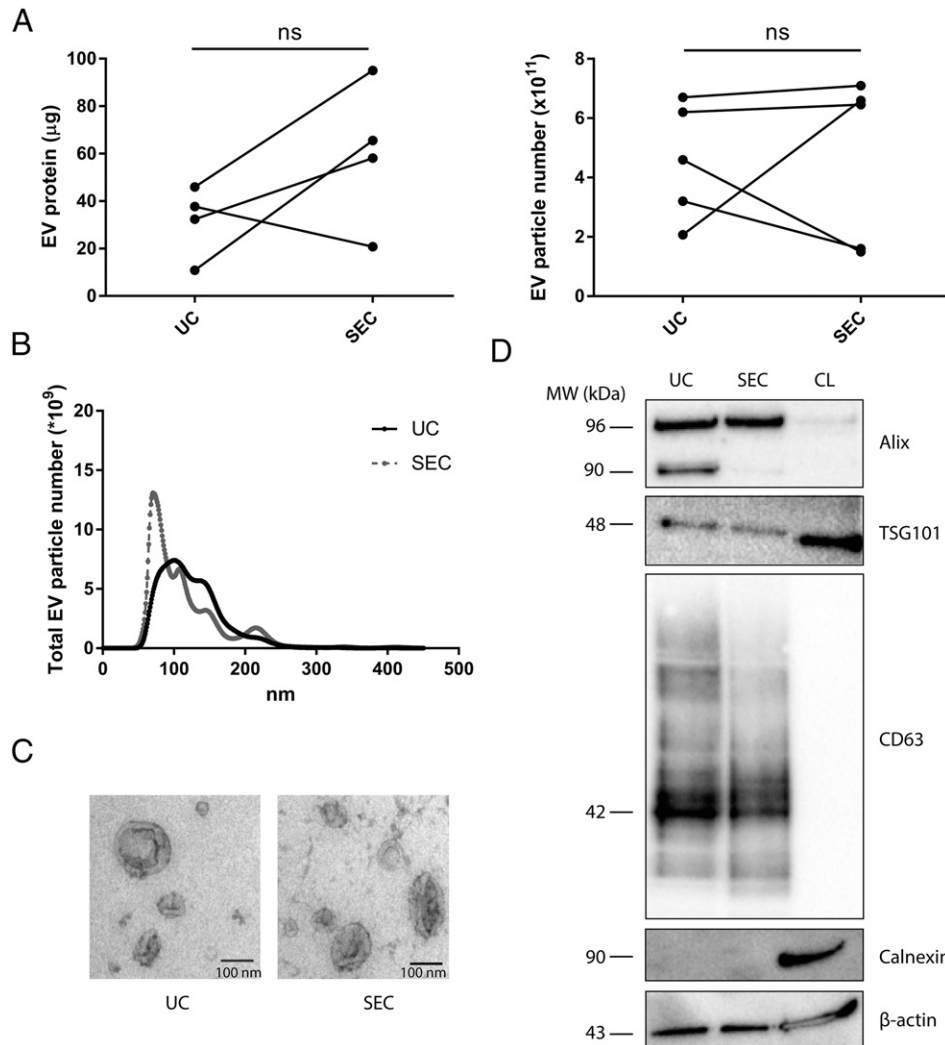 A
ns
ns
EV protein (µg)
100
80
60
40
20
0
UC
SEC
EV particle number (x10¹¹)
8
6
4
2
0
UC
SEC
B
Total EV particle number (*10⁹)
20
15
10
5
0
0
100
200
300
400
500
nm
UC
SEC
C
100 nm
100 nm
UC
SEC
D
MW (kDa)
UC
SEC
CL
96
90
Alix
48
TSG101
42
CD63
90
Calnexin
43
β-actin